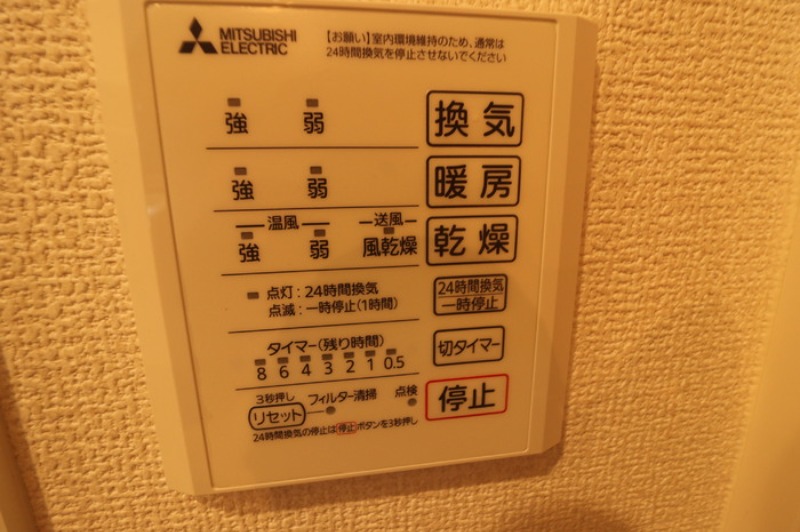 MITSUBISHI
ELECTRIC
【お願い】室内環境維持のため、通常は
24時間換気を停止させないでください
強 弱 換気
強 弱 暖房
温風 送風
強 弱 風乾燥 乾燥
点灯：24時間換気
点滅：一時停止(1時間)
24時間換気
一時停止
タイマー(残り時間)
8 6 4 3 2 1 0.5
切タイマー
3秒押し
リセット
フィルター清掃 点検
停止
24時間換気の停止は停止ボタンを3秒押し